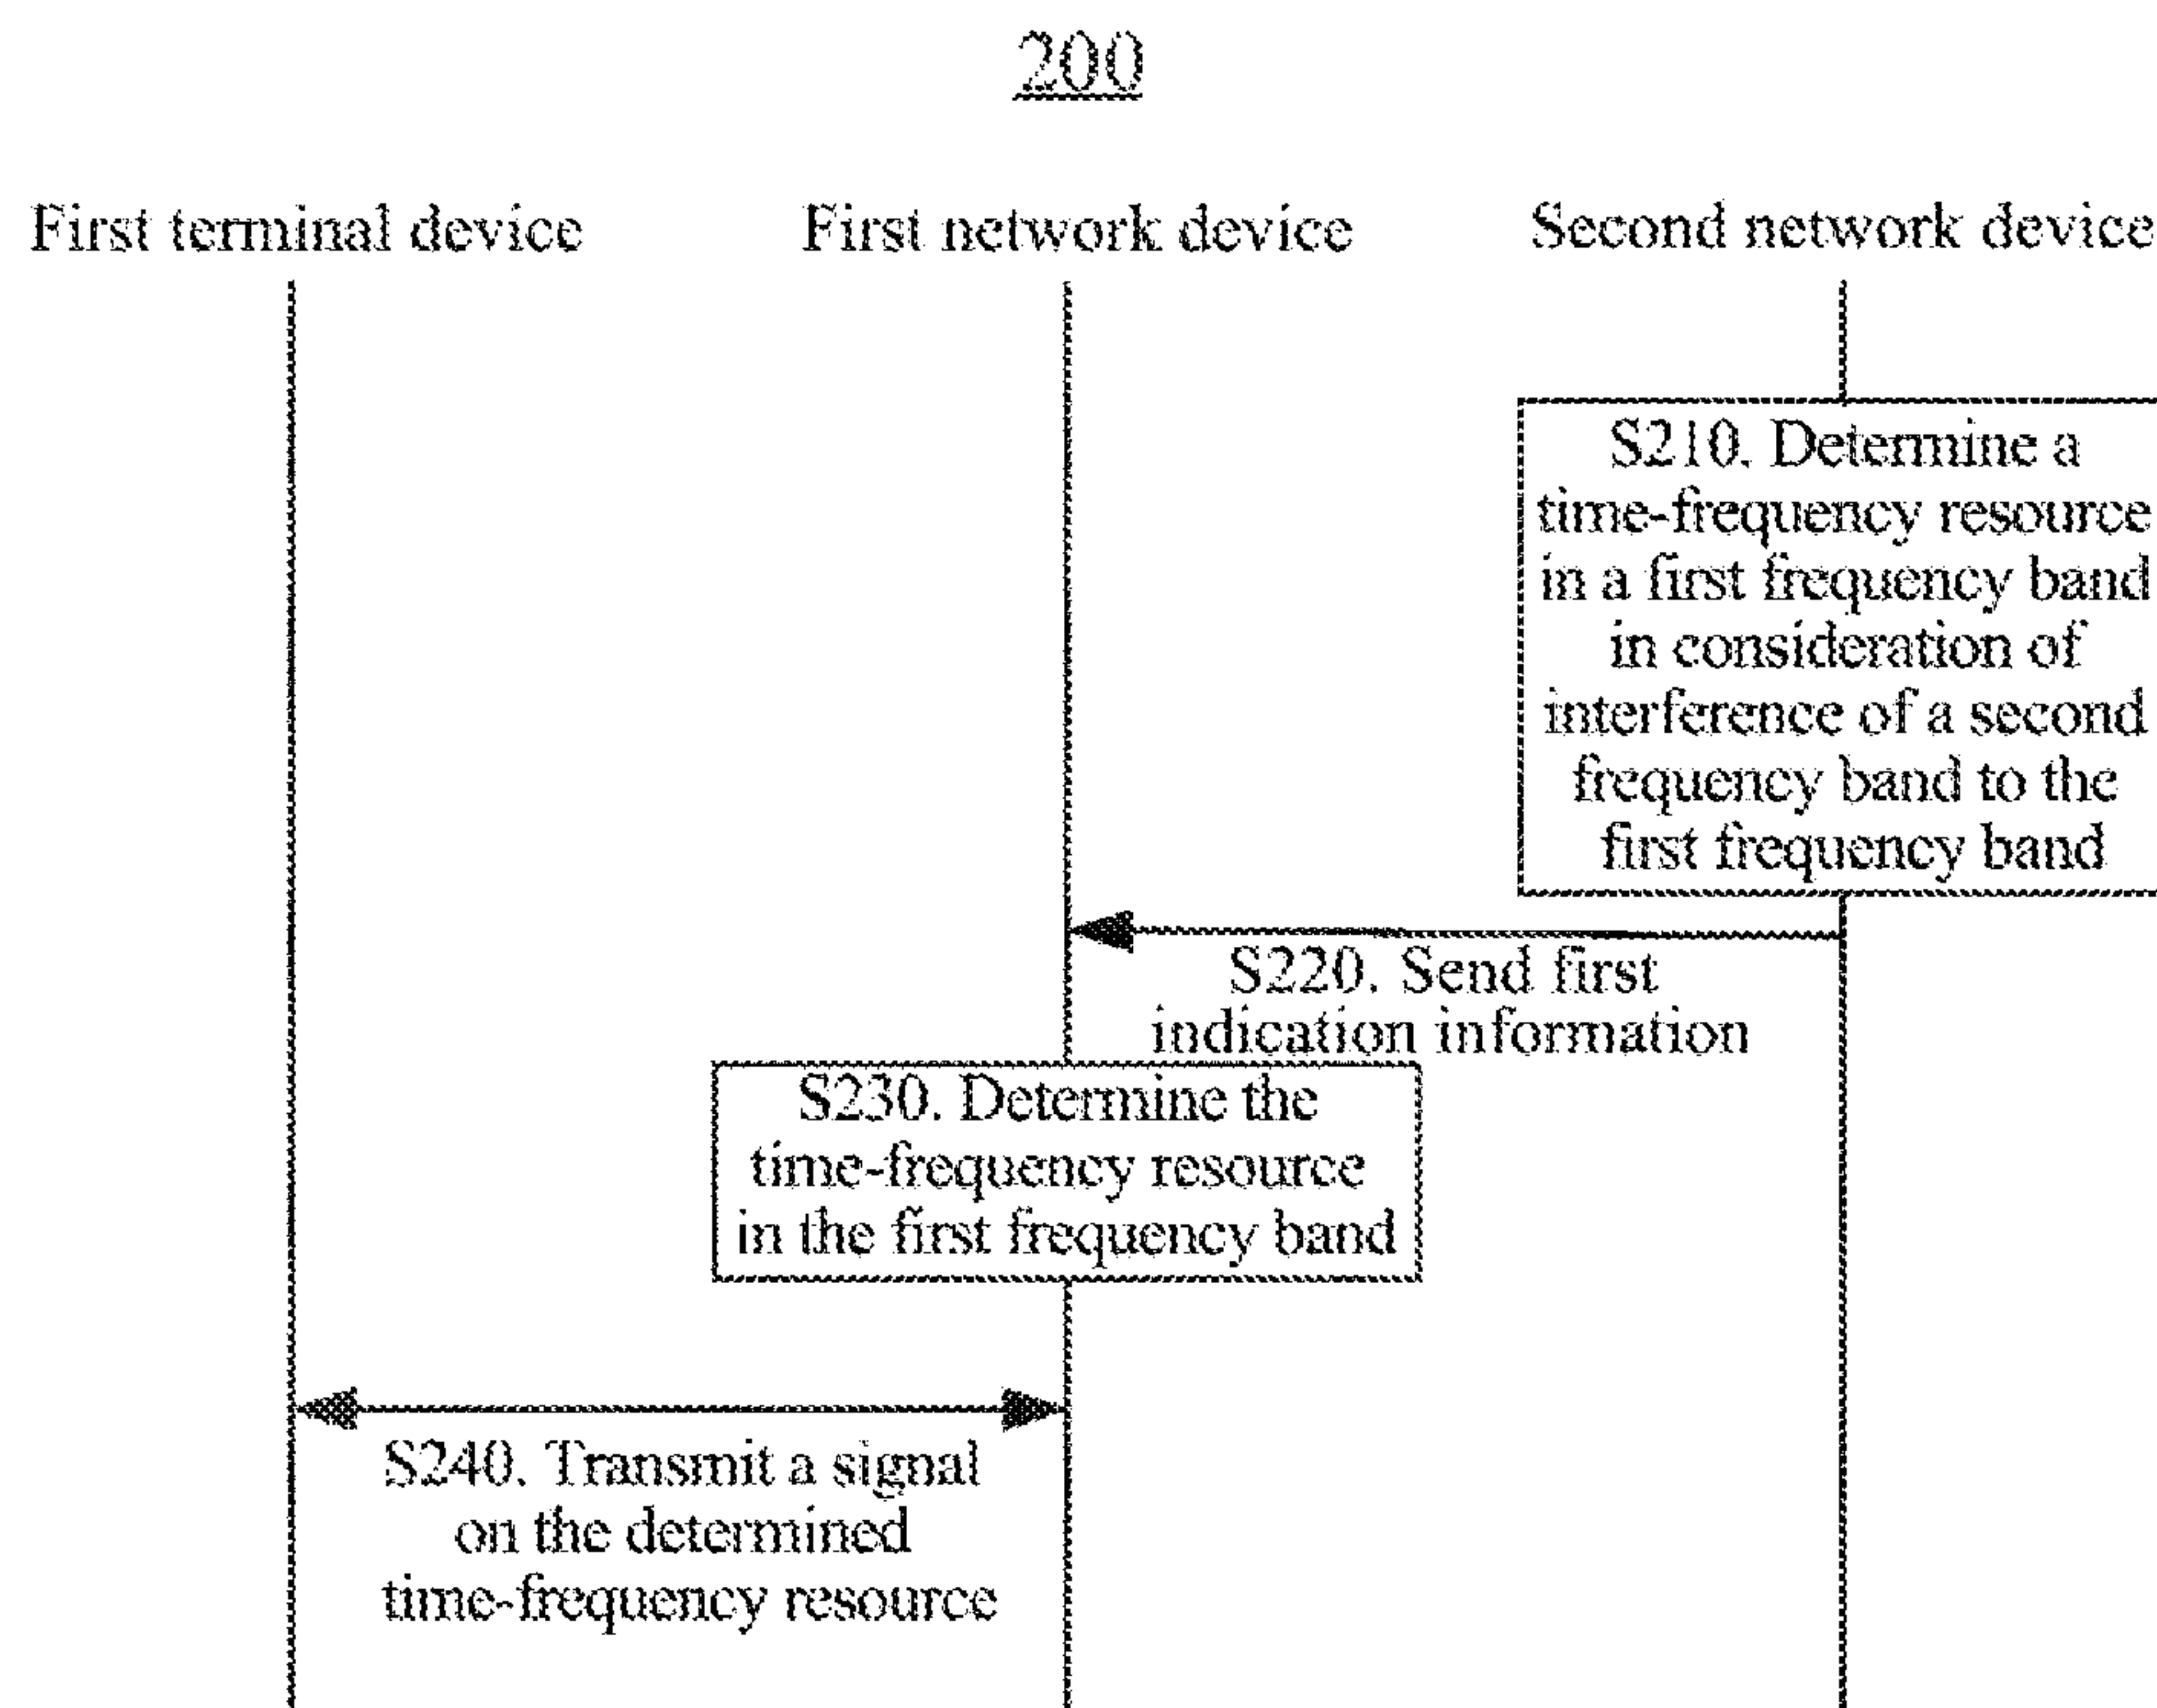 200
First terminal device
First network device
Second network device
S210. Determine a
time-frequency resource
in a first frequency band
in consideration of
interference of a second
frequency band to the
first frequency band
S220. Send first
indication information
S230. Determine the
time-frequency resource
in the first frequency band
S240. Transmit a signal
on the determined
time-frequency resource